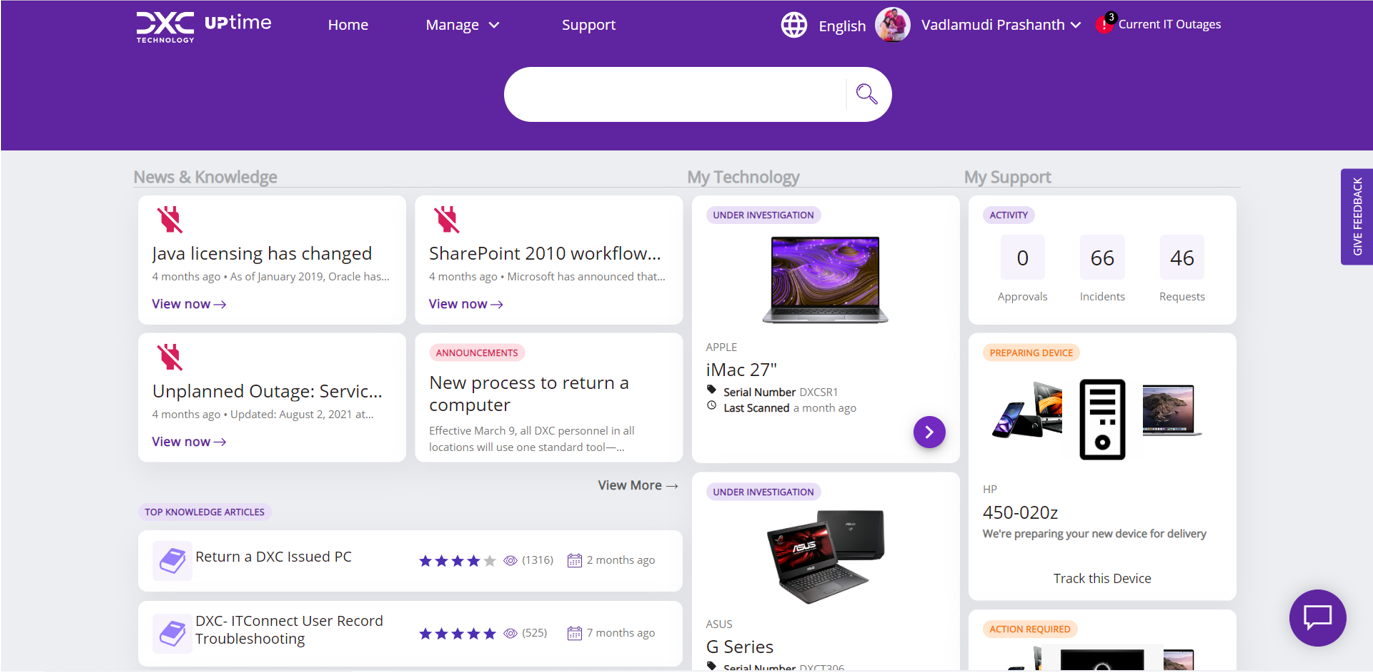 DXC
TECHNOLOGY
UPtime
Home
Manage
Support
English
Vadlamudi Prashanth
3
Current IT Outages
GIVE FEEDBACK
News & Knowledge
Java licensing has changed
4 months ago • As of January 2019, Oracle has...
View now →
SharePoint 2010 workflow...
4 months ago • Microsoft has announced that...
View now →
Unplanned Outage: Servic...
4 months ago • Updated: August 2, 2021 at...
View now →
ANNOUNCEMENTS
New process to return a
computer
Effective March 9, all DXC personnel in all
locations will use one standard tool—...
View More →
TOP KNOWLEDGE ARTICLES
Return a DXC Issued PC
(1316)
2 months ago
DXC- ITConnect User Record
Troubleshooting
(525)
7 months ago
My Technology
UNDER INVESTIGATION
APPLE
iMac 27"
Serial Number DXCSR1
Last Scanned a month ago
UNDER INVESTIGATION
ASUS
ASUS
G Series
Serial Number DXCT306
My Support
ACTIVITY
0
66
46
Approvals
Incidents
Requests
PREPARING DEVICE
HP
450-020z
We're preparing your new device for delivery
Track this Device
ACTION REQUIRED